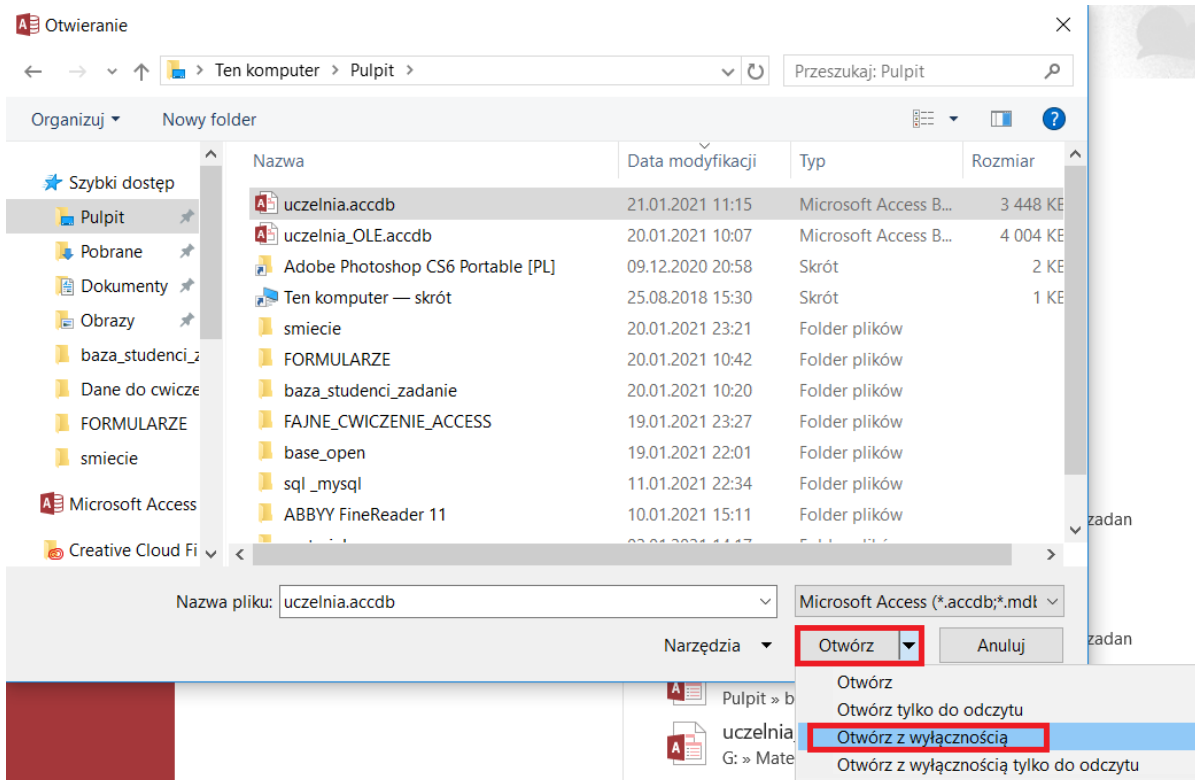 Otwieranie
Ten komputer > Pulpit >
Przeszukaj: Pulpit
Organizuj
Nowy folder
Nazwa Data modyfikacji Typ Rozmiar
Szybki dostęp
Pulpit
Pobrane
Dokumenty
Obrazy
baza_studenci_z
Dane do cwicze
FORMULARZE
smiecie
Microsoft Access
Creative Cloud Fi
uczelnia.accdb 21.01.2021 11:15 Microsoft Access B... 3 448 KE
uczelnia_OLE.accdb 20.01.2021 10:07 Microsoft Access B... 4 004 KE
Adobe Photoshop CS6 Portable [PL] 09.12.2020 20:58 Skrót 2 KE
Ten komputer — skrót 25.08.2018 15:30 Skrót 1 KE
smiecie 20.01.2021 23:21 Folder plików
FORMULARZE 20.01.2021 10:42 Folder plików
baza_studenci_zadanie 20.01.2021 10:20 Folder plików
FAJNE_CWICZENIE_ACCESS 19.01.2021 23:27 Folder plików
base_open 19.01.2021 22:01 Folder plików
sql _mysql 11.01.2021 22:34 Folder plików
ABBYY FineReader 11 10.01.2021 15:11 Folder plików
zadan
Nazwa pliku: uczelnia.accdb Microsoft Access (*.accdb;*.mdb
Narzędzia Otwórz Anuluj
zadan
Otwórz
Otwórz tylko do odczytu
Otwórz z wyłącznością
Otwórz z wyłącznością tylko do odczytu
Pulpit » b
uczelnia
G: » Mate